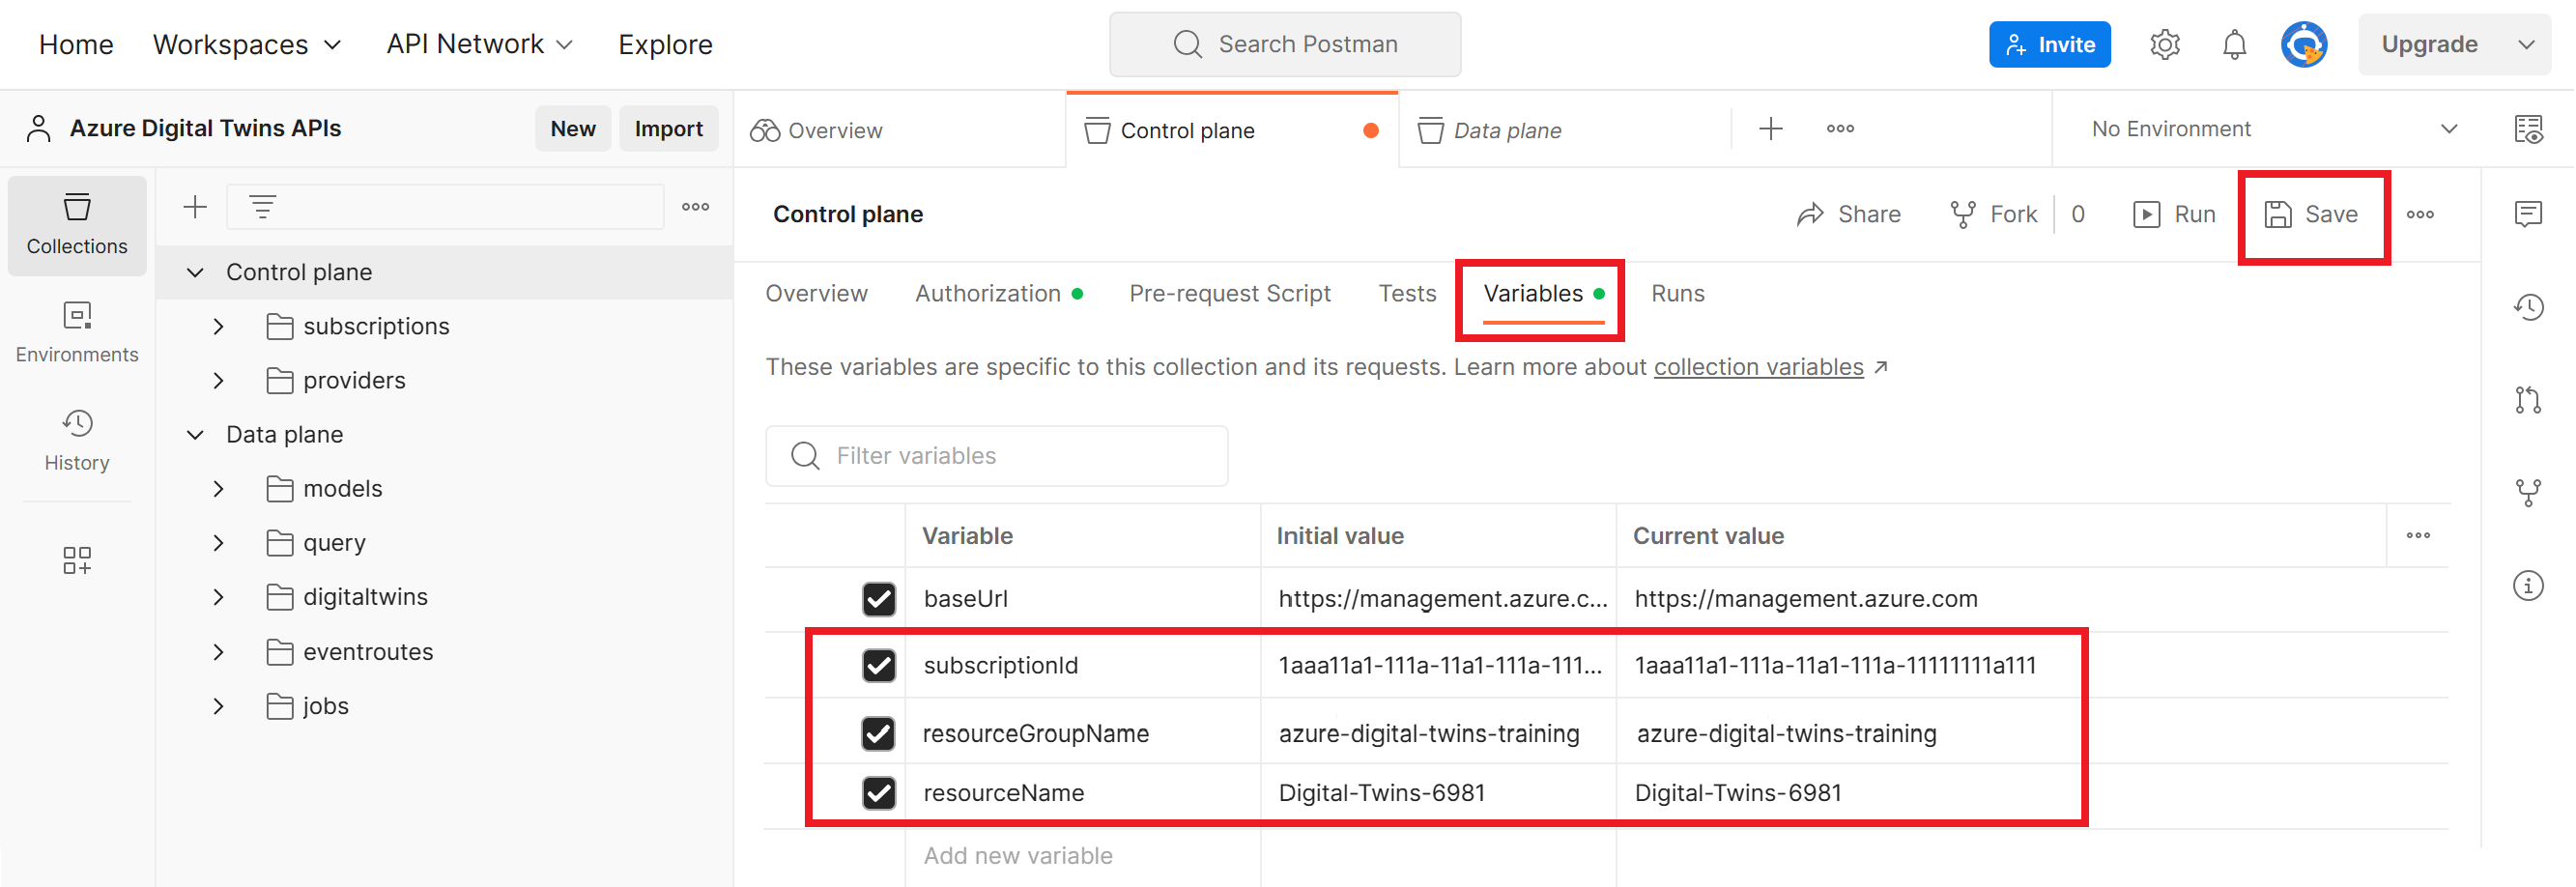 Home Workspaces API Network Explore Search Postman Invite Upgrade
Azure Digital Twins APIs New Import Overview Control plane Data plane No Environment
Collections
Environments
History
Control plane
subscriptions
providers
Data plane
models
query
digitaltwins
eventroutes
jobs
Control plane Share Fork 0 Run Save
Overview Authorization Pre-request Script Tests Variables Runs
These variables are specific to this collection and its requests. Learn more about collection variables ↗
Filter variables
Variable Initial value Current value
baseUrl https://management.azure.c... https://management.azure.com
subscriptionId 1aaa11a1-111a-11a1-111a-111... 1aaa11a1-111a-11a1-111a-11111111a111
resourceGroupName azure-digital-twins-training azure-digital-twins-training
resourceName Digital-Twins-6981 Digital-Twins-6981
Add new variable